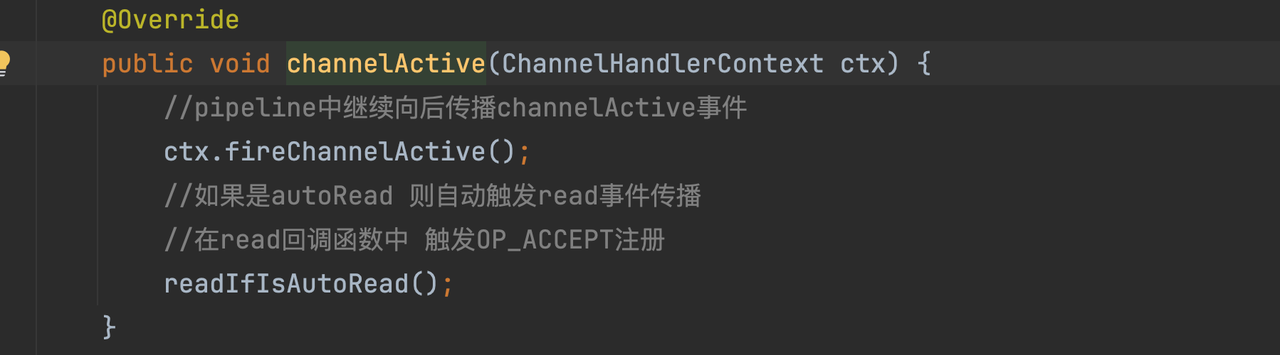 @Override
public void channelActive(ChannelHandlerContext ctx) {
//pipeline中继续向后传播channelActive事件
ctx.fireChannelActive();
//如果是autoRead 则自动触发read事件传播
//在read回调函数中 触发OP_ACCEPT注册
readIfIsAutoRead();
}